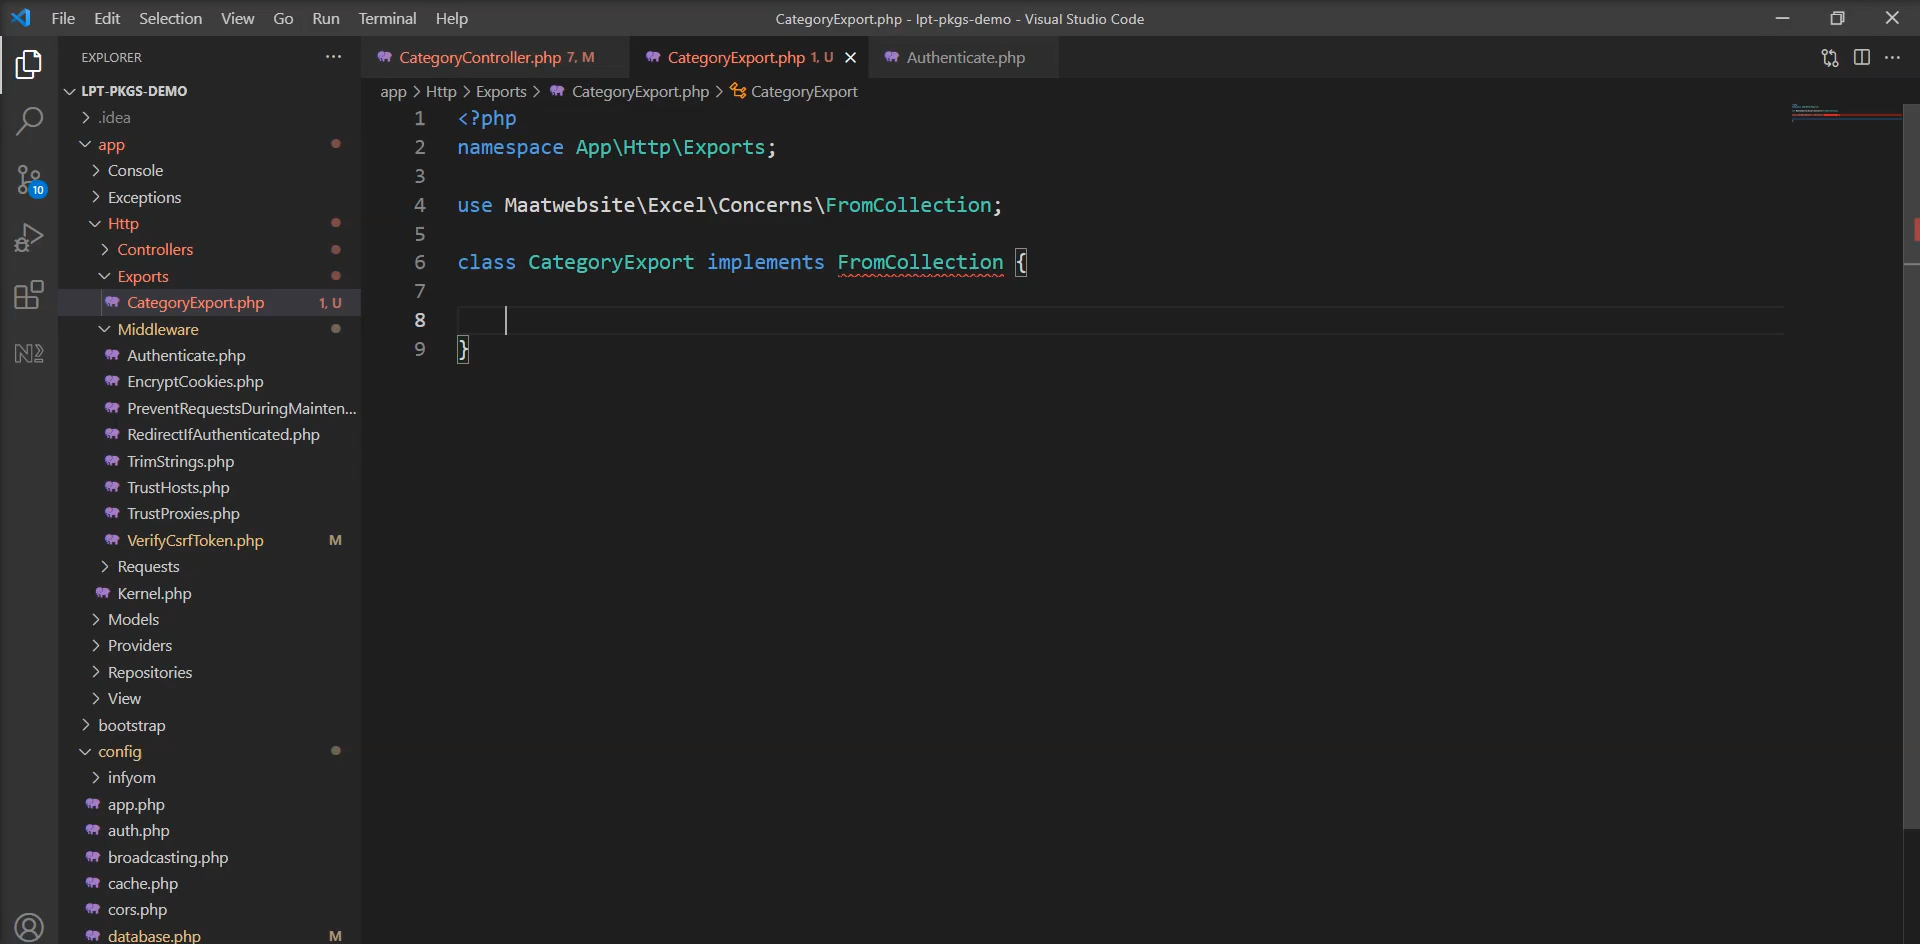 File Edit Selection View Go Run Terminal Help
CategoryExport.php - lpt-pkgs-demo - Visual Studio Code
EXPLORER
LPT-PKGS-DEMO
.idea
app
Console
Exceptions
Http
Controllers
Exports
CategoryExport.php 1, U
Middleware
Authenticate.php
EncryptCookies.php
PreventRequestsDuringMainten...
RedirectIfAuthenticated.php
TrimStrings.php
TrustHosts.php
TrustProxies.php
VerifyCsrfToken.php M
Requests
Kernel.php
Models
Providers
Repositories
View
bootstrap
config
infyom
app.php
auth.php
broadcasting.php
cache.php
cors.php
database.php M
10
CategoryController.php 7, M
CategoryExport.php 1, U
Authenticate.php
app > Http > Exports > CategoryExport.php > CategoryExport
1 <?php
2 namespace App\Http\Exports;
3
4 use Maatwebsite\Excel\Concerns\FromCollection;
5
6 class CategoryExport implements FromCollection {
7
8
9 }